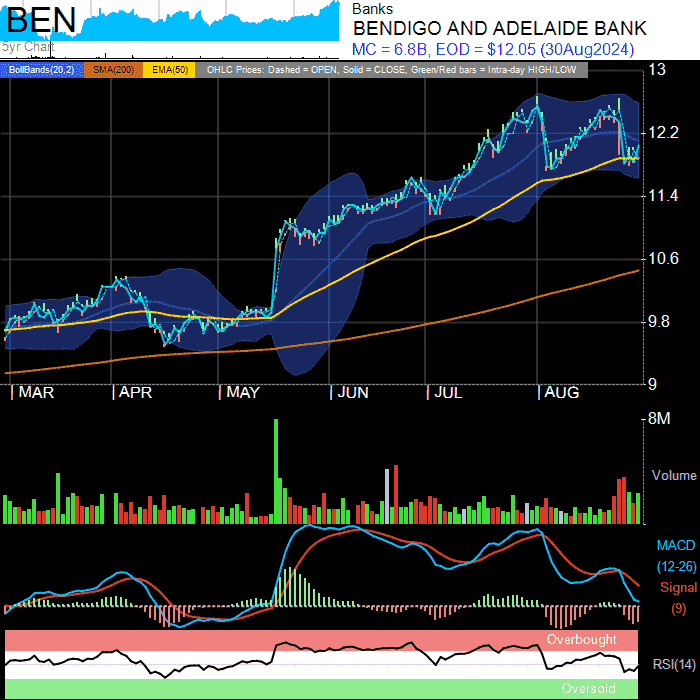 BEN
5yr Chart
Banks
BENDIGO AND ADELAIDE BANK
MC = 6.8B, EOD = $12.05 (30Aug2024)
BollBands(20,2) SMA(200) EMA(50) OHLC Prices: Dashed = OPEN, Solid = CLOSE, Green/Red bars = Intra-day HIGH/LOW
13
12.2
11.4
10.6
9.8
9
MAR APR MAY JUN JUL AUG
8M
Volume
MACD
(12-26)
Signal
(9)
Overbought
RSI(14)
Oversold